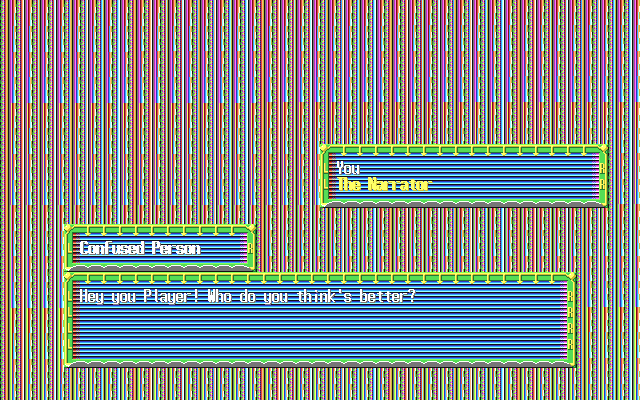 You
The Narrator
Confused Person
Hey you Player! Who do you think's better?